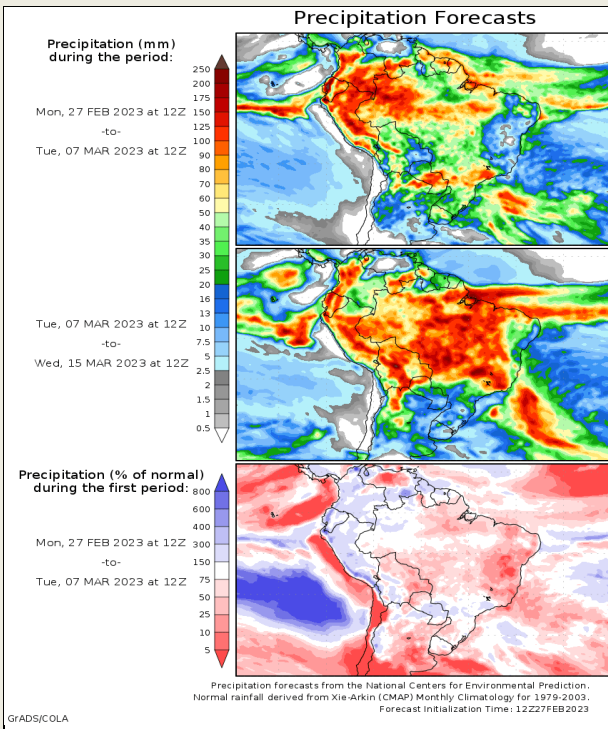 Precipitation Forecasts
Precipitation (mm)
during the period:
Mon, 27 FEB 2023 at 12Z
-to-
Tue, 07 MAR 2023 at 12Z
250
200
175
150
125
100
90
80
70
60
50
40
35
30
25
20
16
13
10
7.5
5
2.5
2
1.5
1
0.5
Tue, 07 MAR 2023 at 12Z
-to-
Wed, 15 MAR 2023 at 12Z
Precipitation (% of normal)
during the first period:
Mon, 27 FEB 2023 at 12Z
-to-
Tue, 07 MAR 2023 at 12Z
800
600
400
300
150
75
50
25
10
5
Precipitation forecasts from the National Centers for Environmental Prediction.
Normal rainfall derived from Xie-Arkin (CMAP) Monthly Climatology for 1979-2003.
Forecast Initialization Time: 12Z27FEB2023
GrADS/COLA